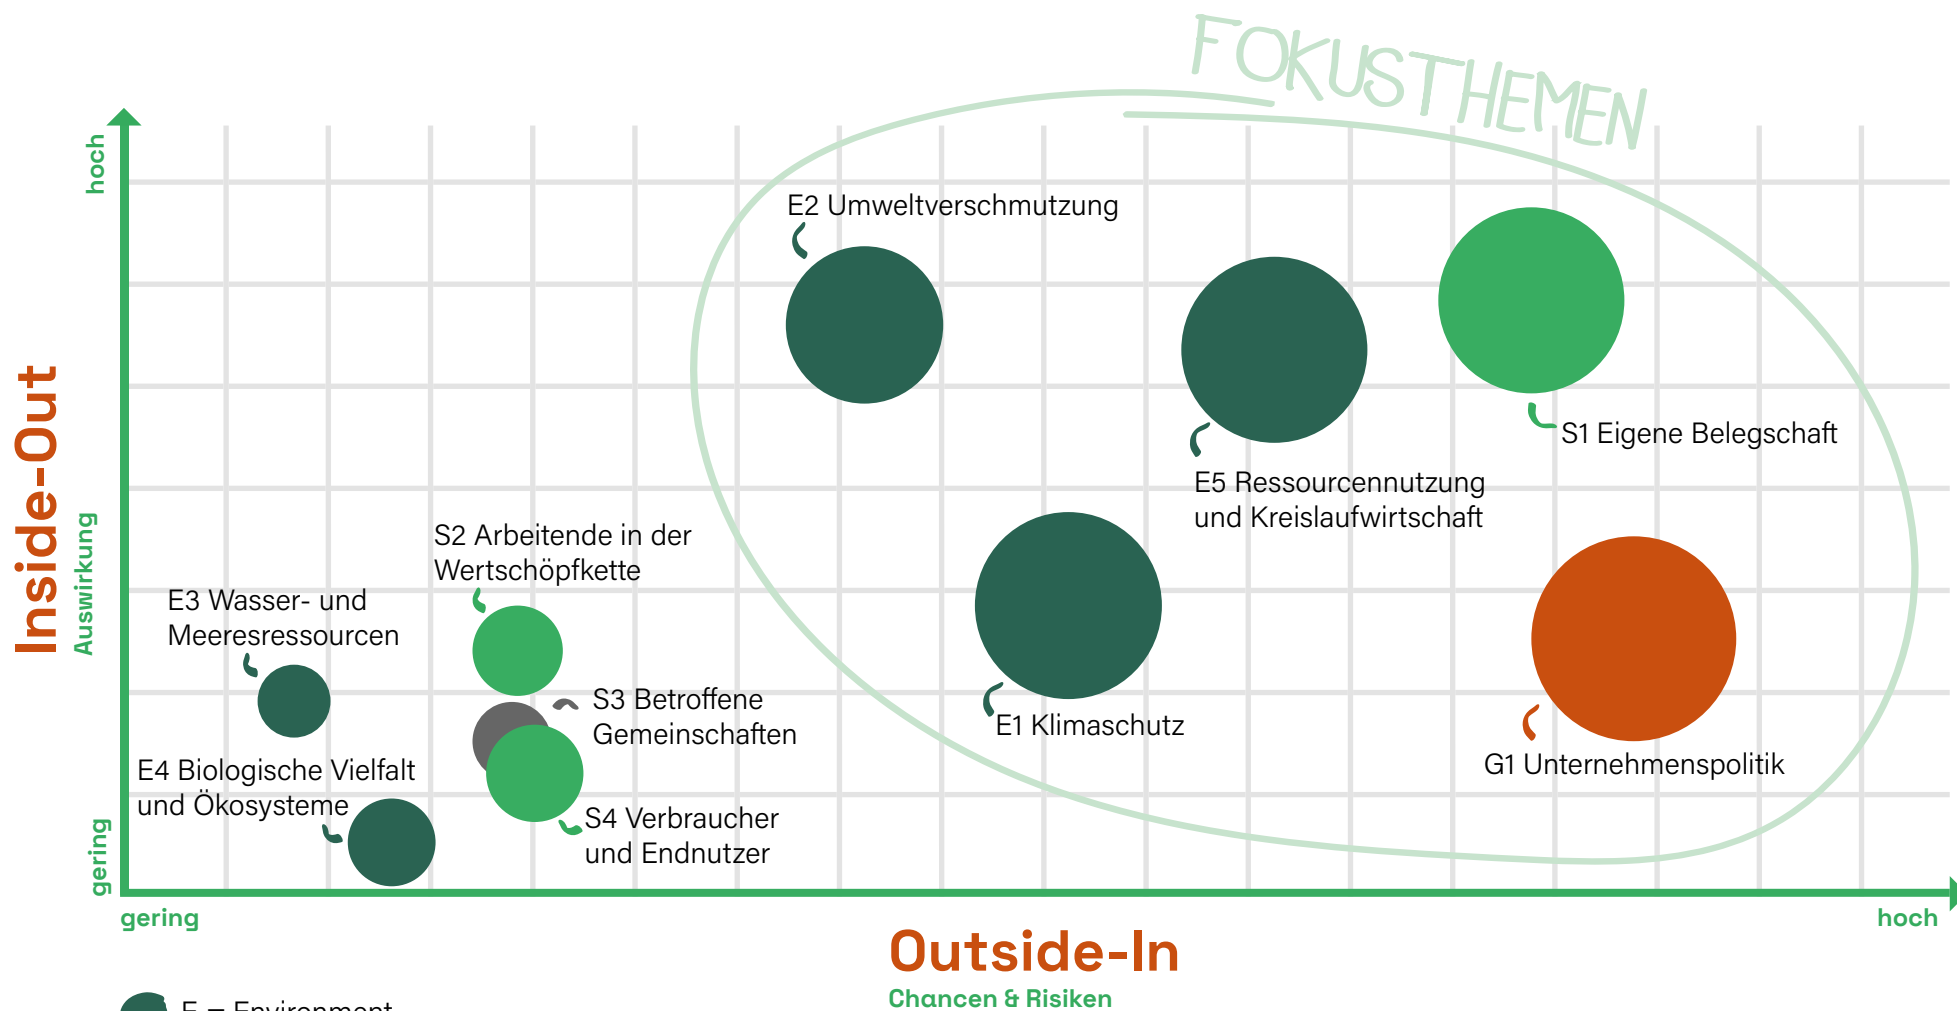 FOKUSTHEMEN
hoch
E2 Umweltverschmutzung
Inside-Out
Auswirkung
S1 Eigene Belegschaft
E5 Ressourcennutzung
und Kreislaufwirtschaft
S2 Arbeitende in der
Wertschöpfkette
E3 Wasser- und
Meeresressourcen
S3 Betroffene
Gemeinschaften
E1 Klimaschutz
G1 Unternehmenspolitik
E4 Biologische Vielfalt
und Ökosysteme
S4 Verbraucher
und Endnutzer
gering
gering
hoch
Outside-In
Chancen & Risiken
E = Environment